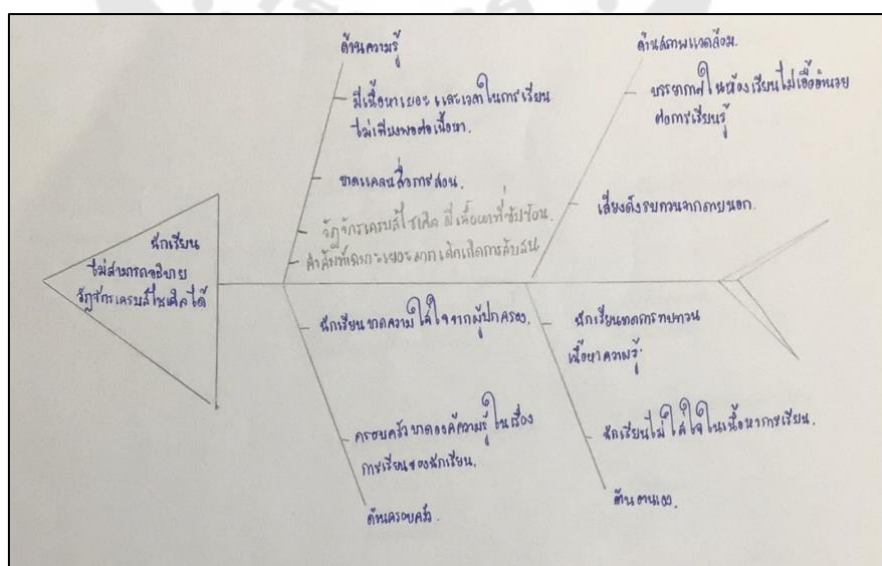 ด้านความรู้
มีเนื้อหาเยอะ และเวลาในการเรียน
ไม่เพียงพอต่อเนื้อหา.
ขาดแคลนสื่อการสอน.
วัฏจักรเครบส์ไซเคิล มีเนื้อหาที่ซับซ้อน.
คำศัพท์เฉพาะเยอะมาก เด็กเกิดการสับสน
ด้านสภาพแวดล้อม.
บรรยากาศในห้องเรียนไม่เอื้ออำนวย
ต่อการเรียนรู้
เสียงดังรบกวนจากภายนอก.
นักเรียน
ไม่สามารถอธิบาย
วัฏจักรเครบส์ไซเคิลได้
นักเรียนขาดความใส่ใจจากผู้ปกครอง.
ครอบครัวขาดองค์ความรู้ในเรื่อง
การเรียนของนักเรียน.
ด้านครอบครัว.
นักเรียนขาดการทบทวน
เนื้อหาความรู้.
นักเรียนไม่ใส่ใจในเนื้อหาการเรียน.
ด้านตนเอง.